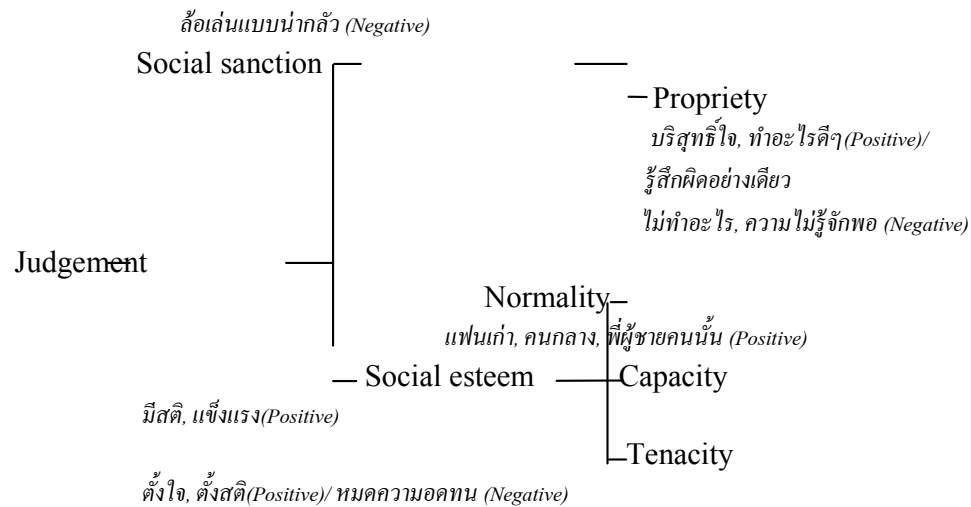 ล้อเล่นแบบน่ากลัว (Negative)
Social sanction
Propriety
บริสุทธิ์ใจ, ทำอะไรดีๆ(Positive)/
รู้สึกผิดอย่างเดียว
ไม่ทำอะไร, ความไม่รู้จักพอ (Negative)
Judgement
Normality
แฟนเก่า, คนกลาง, พี่ผู้ชายคนนั้น (Positive)
Social esteem Capacity
มีสติ, แข็งแรง(Positive)
Tenacity
ตั้งใจ, ตั้งสติ(Positive)/ หมดความอดทน (Negative)